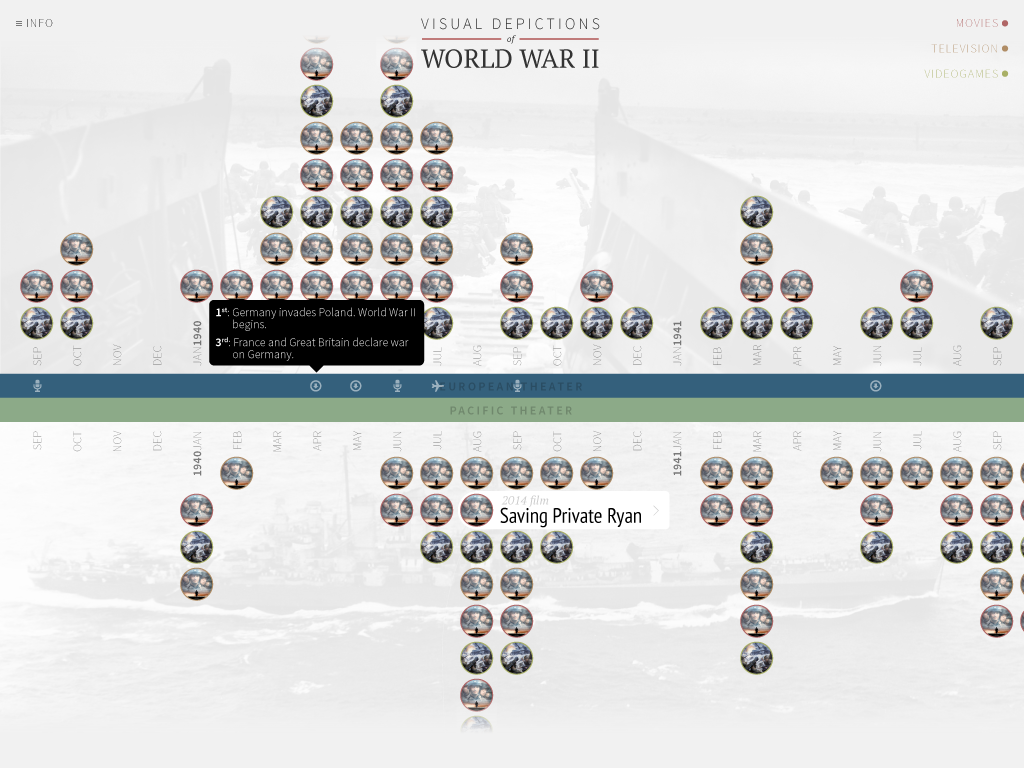 ≡ INFO
VISUAL DEPICTIONS
of
WORLD WAR II
MOVIES
TELEVISION
VIDEOGAMES
1st: Germany invades Poland. World War II
begins.
3rd: France and Great Britain declare war
on Germany.
SEP OCT NOV DEC JAN 1940 JUL AUG SEP OCT NOV DEC JAN 1941 FEB MAR APR MAY JUN JUL AUG SEP
EUROPEAN THEATER
PACIFIC THEATER
SEP OCT NOV DEC JAN 1940 FEB MAR APR MAY JUN JUL AUG SEP OCT NOV DEC JAN 1941 FEB MAR APR MAY JUN JUL AUG SEP
2014 film
Saving Private Ryan